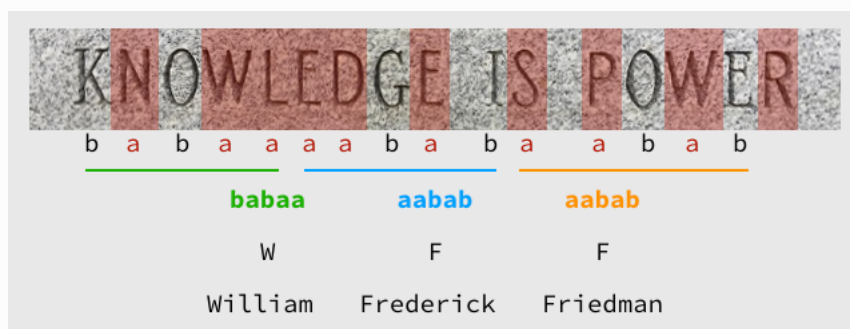 KNOWLEDGE IS POWER
b a b a a a a b a b a a b a b
babaa aabab aabab
W F F
William Frederick Friedman